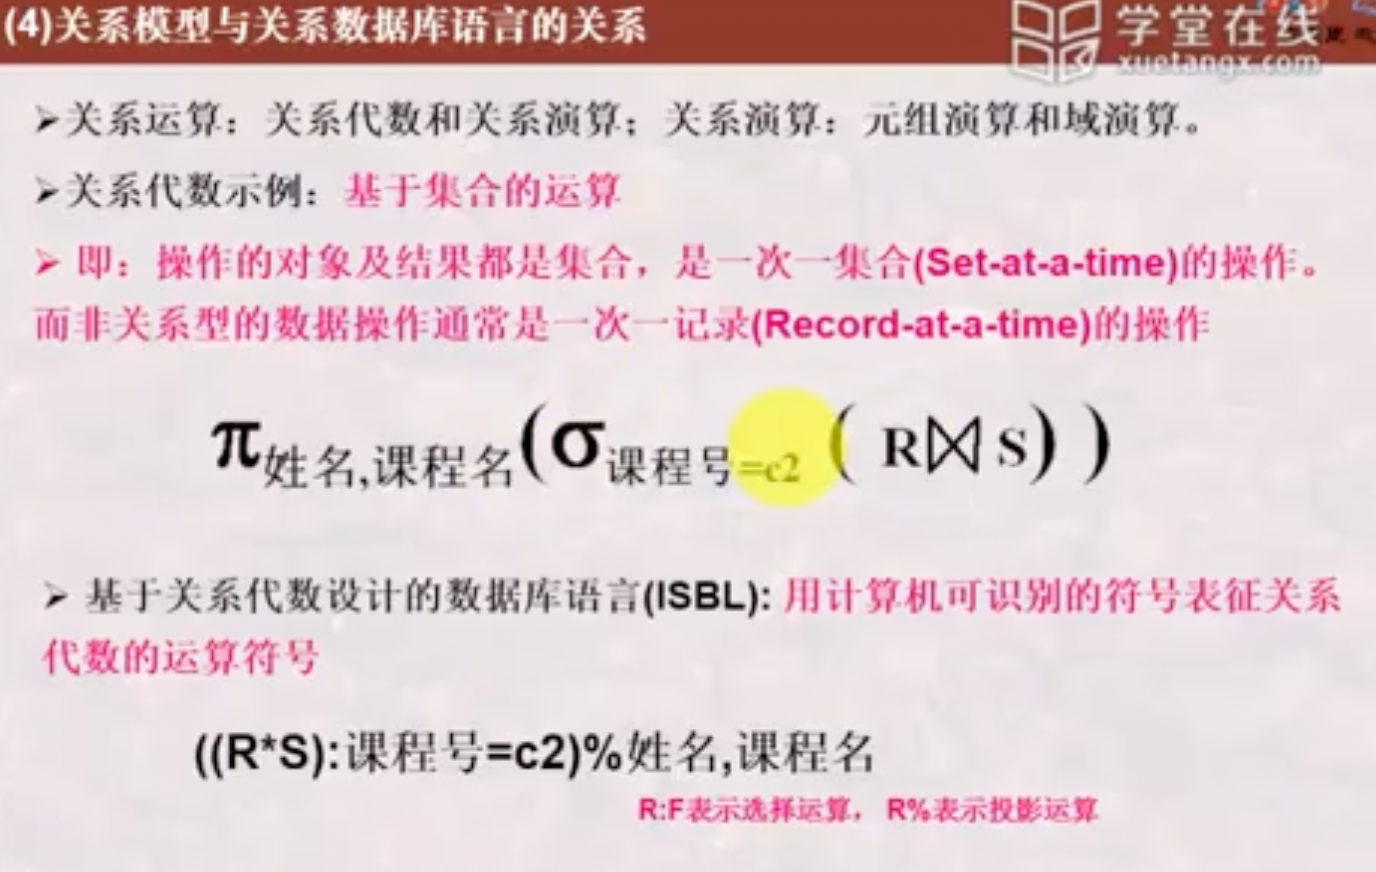 (4)关系模型与关系数据库语言的关系
学堂在线
xuetangx.com
➢关系运算：关系代数和关系演算；关系演算：元组演算和域演算。
➢关系代数示例：基于集合的运算
➢ 即：操作的对象及结果都是集合，是一次一集合(Set-at-a-time)的操作。
而非关系型的数据操作通常是一次一记录(Record-at-a-time)的操作
π姓名,课程名(σ课程号=c2 ( R⋈ S) )
➢ 基于关系代数设计的数据库语言(ISBL): 用计算机可识别的符号表征关系
代数的运算符号
((R*S):课程号=c2)%姓名,课程名
R:F表示选择运算， R%表示投影运算